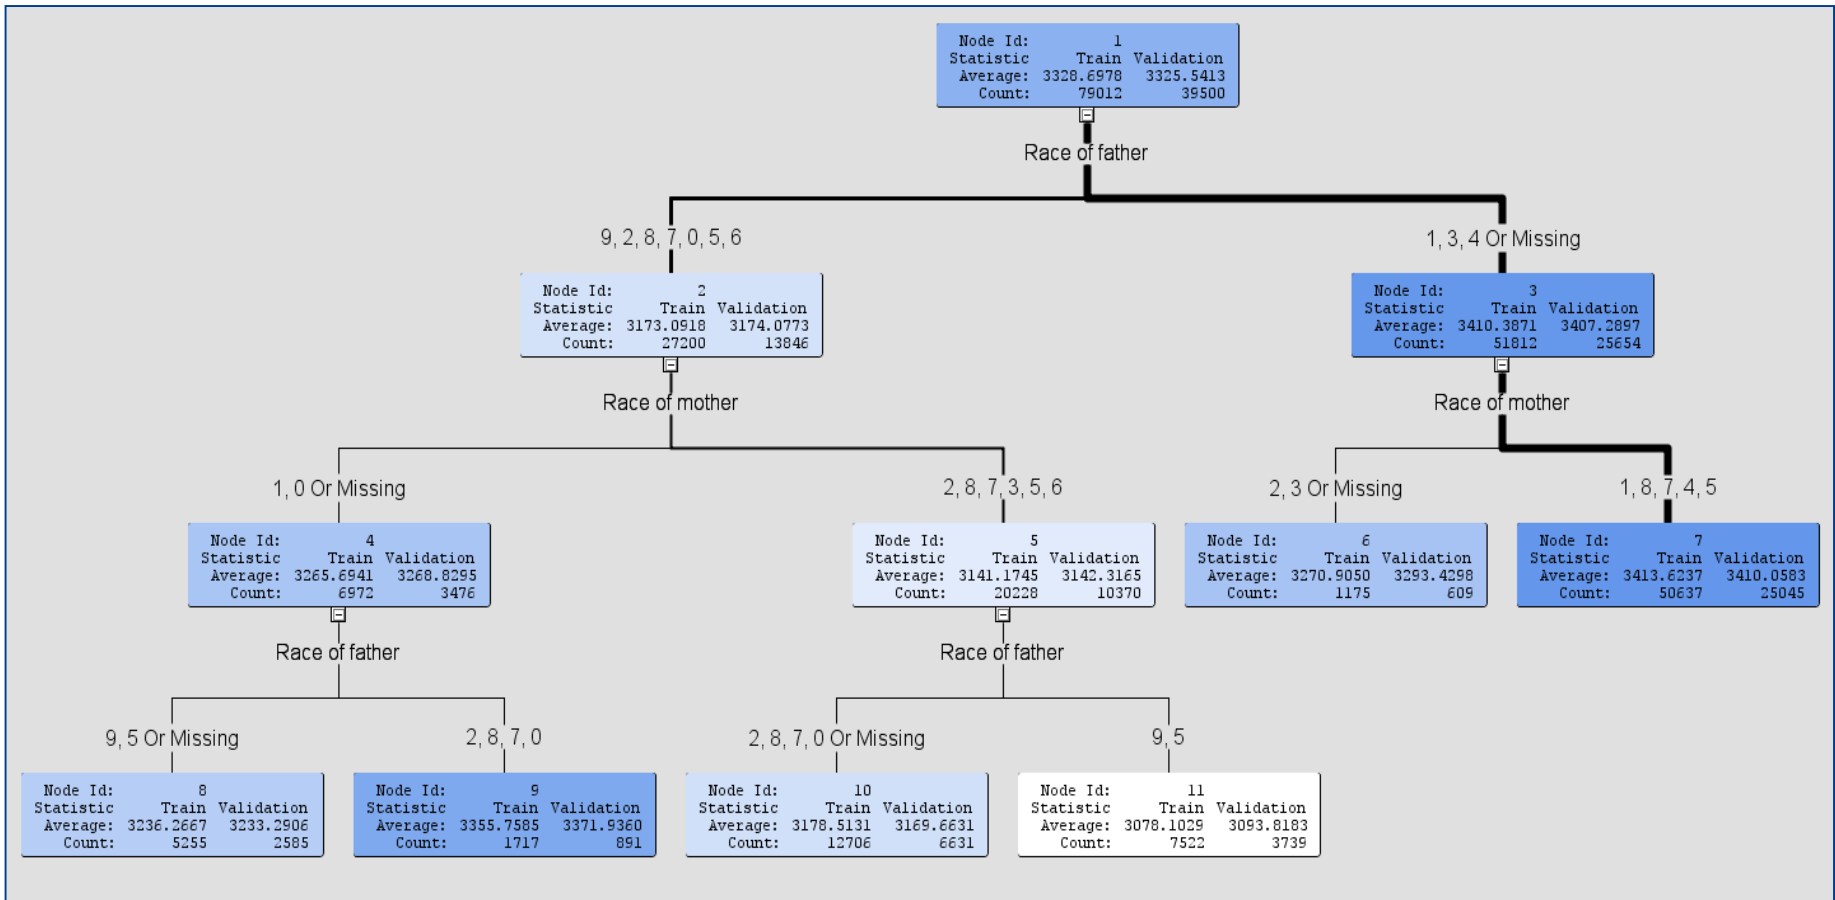 Node Id: 1
Statistic Train Validation
Average: 3328.6978 3325.5413
Count: 79012 39500
Race of father
9, 2, 8, 7, 0, 5, 6
1, 3, 4 Or Missing
Node Id: 2
Statistic Train Validation
Average: 3173.0918 3174.0773
Count: 27200 13846
Node Id: 3
Statistic Train Validation
Average: 3410.3871 3407.2897
Count: 51812 25654
Race of mother
Race of mother
1, 0 Or Missing
2, 8, 7, 3, 5, 6
2, 3 Or Missing
1, 8, 7, 4, 5
Node Id: 4
Statistic Train Validation
Average: 3265.6941 3268.8295
Count: 6972 3476
Node Id: 5
Statistic Train Validation
Average: 3141.1745 3142.3165
Count: 20228 10370
Node Id: 6
Statistic Train Validation
Average: 3270.9050 3293.4298
Count: 1175 609
Node Id: 7
Statistic Train Validation
Average: 3413.6237 3410.0583
Count: 50637 25045
Race of father
Race of father
9, 5 Or Missing
2, 8, 7, 0
2, 8, 7, 0 Or Missing
9, 5
Node Id: 8
Statistic Train Validation
Average: 3236.2667 3233.2906
Count: 5255 2585
Node Id: 9
Statistic Train Validation
Average: 3355.7585 3371.9360
Count: 1717 891
Node Id: 10
Statistic Train Validation
Average: 3178.5131 3169.6631
Count: 12706 6631
Node Id: 11
Statistic Train Validation
Average: 3078.1029 3093.8183
Count: 7522 3739